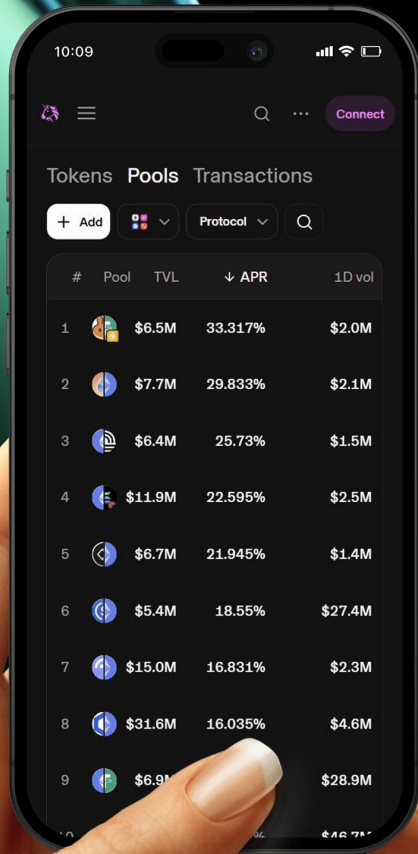 10:09
Connect
Tokens Pools Transactions
+ Add Protocol
# Pool TVL ↓ APR 1D vol
1 $6.5M 33.317% $2.0M
2 $7.7M 29.833% $2.1M
3 $6.4M 25.73% $1.5M
4 $11.9M 22.595% $2.5M
5 $6.7M 21.945% $1.4M
6 $5.4M 18.55% $27.4M
7 $15.0M 16.831% $2.3M
8 $31.6M 16.035% $4.6M
9 $28.9M